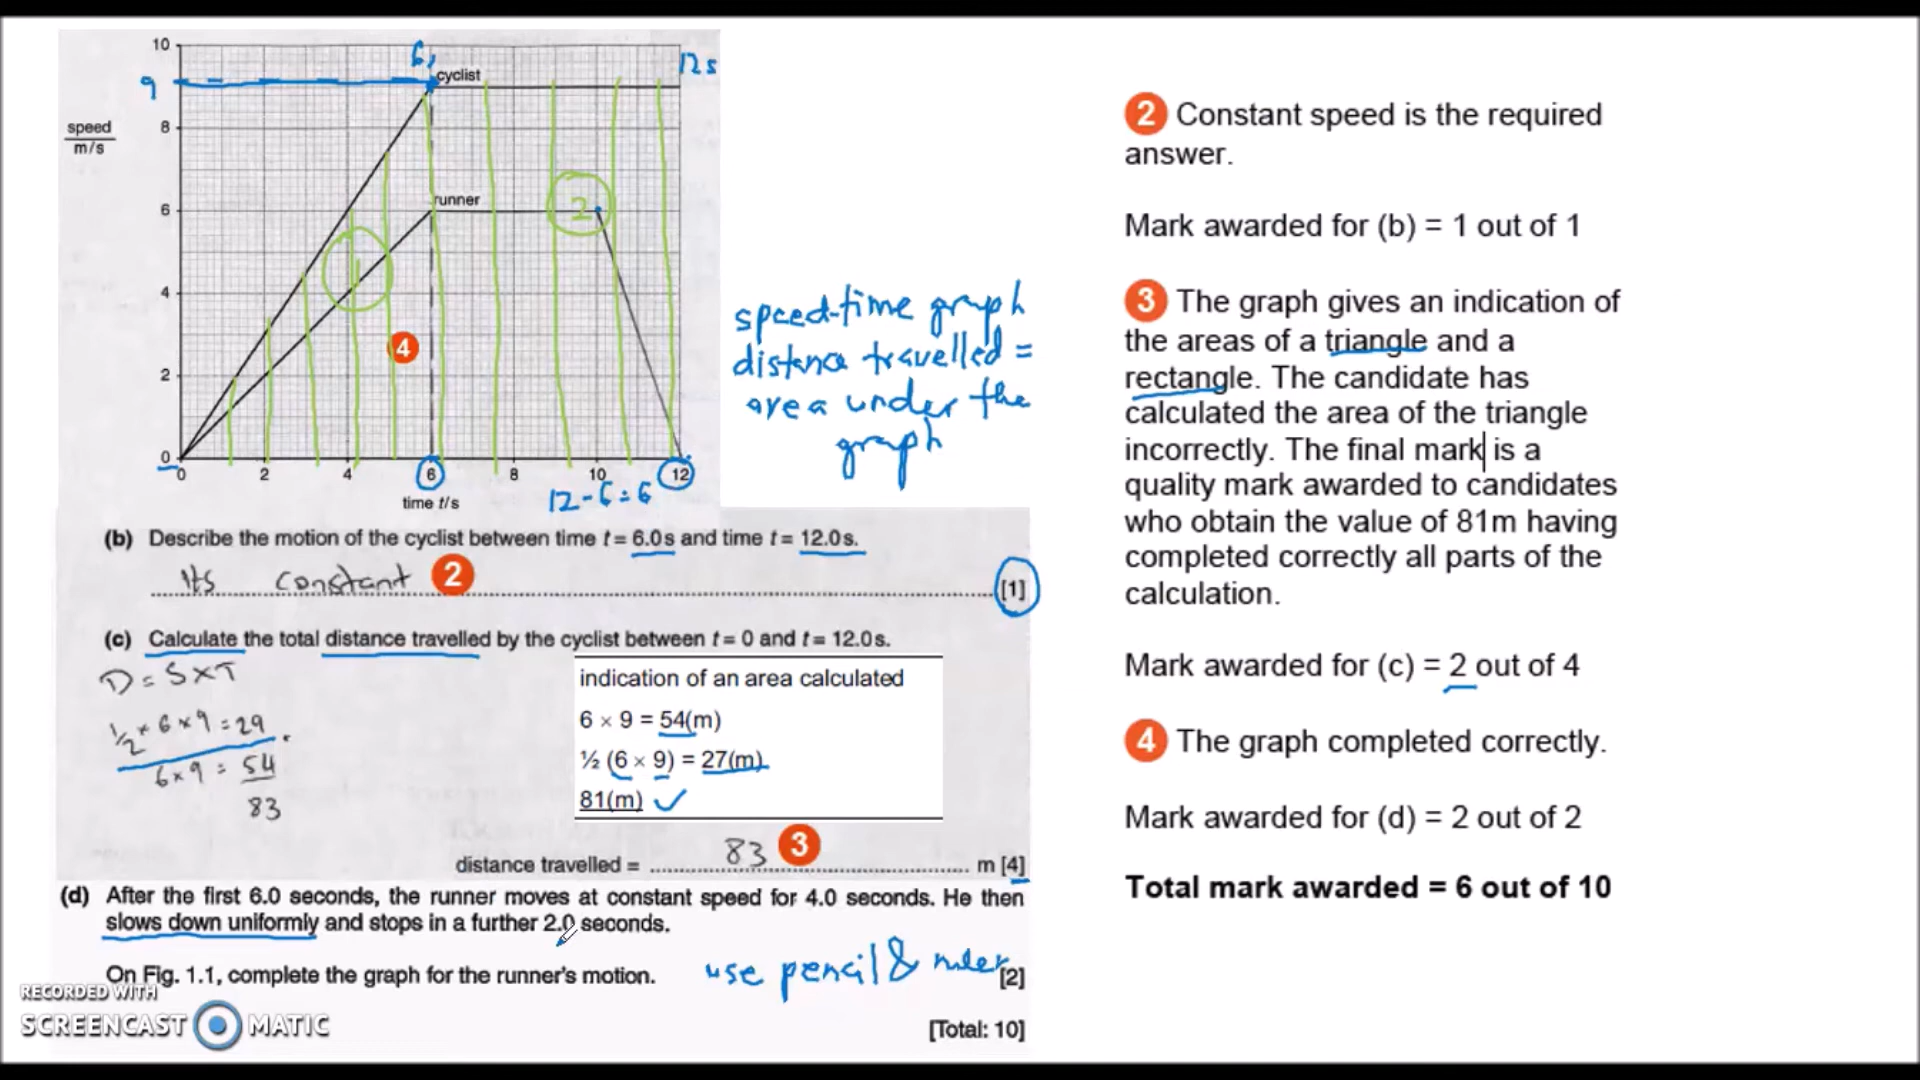 10
6,
12s
cyclist
9
8
speed
m/s
runner
6
2
1
4
4
2
0
0
2
4
6
8
10
12
time t/s
12-6=6
speed-time graph
distance travelled =
area under the
graph
(b) Describe the motion of the cyclist between time t = 6.0s and time t = 12.0s.
Its constant 2
[1]
(c) Calculate the total distance travelled by the cyclist between t = 0 and t = 12.0s.
D = S×T
½ × 6 × 9 = 29
6×9 = 54
83
indication of an area calculated
6 × 9 = 54(m)
½ (6 × 9) = 27(m)
81(m) ✓
distance travelled = 83 3 m [4]
(d) After the first 6.0 seconds, the runner moves at constant speed for 4.0 seconds. He then
slows down uniformly and stops in a further 2.0 seconds.
On Fig. 1.1, complete the graph for the runner's motion.
use pencil & ruler
[2]
[Total: 10]
RECORDED WITH
SCREENCAST MATIC
2 Constant speed is the required
answer.
Mark awarded for (b) = 1 out of 1
3 The graph gives an indication of
the areas of a triangle and a
rectangle. The candidate has
calculated the area of the triangle
incorrectly. The final mark is a
quality mark awarded to candidates
who obtain the value of 81m having
completed correctly all parts of the
calculation.
Mark awarded for (c) = 2 out of 4
4 The graph completed correctly.
Mark awarded for (d) = 2 out of 2
Total mark awarded = 6 out of 10